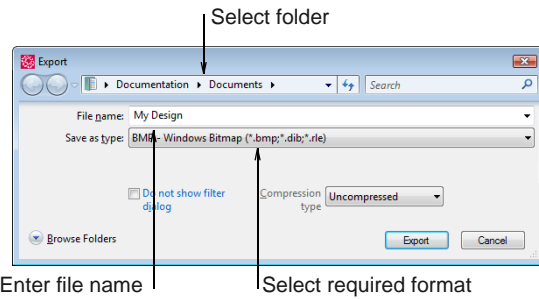 Select folder
Export
Documentation Documents Search
File name: My Design
Save as type: BMP - Windows Bitmap (*.bmp;*.dib;*.rle)
Do not show filter dialog
Compression type Uncompressed
Browse Folders Export Cancel
Enter file name Select required format